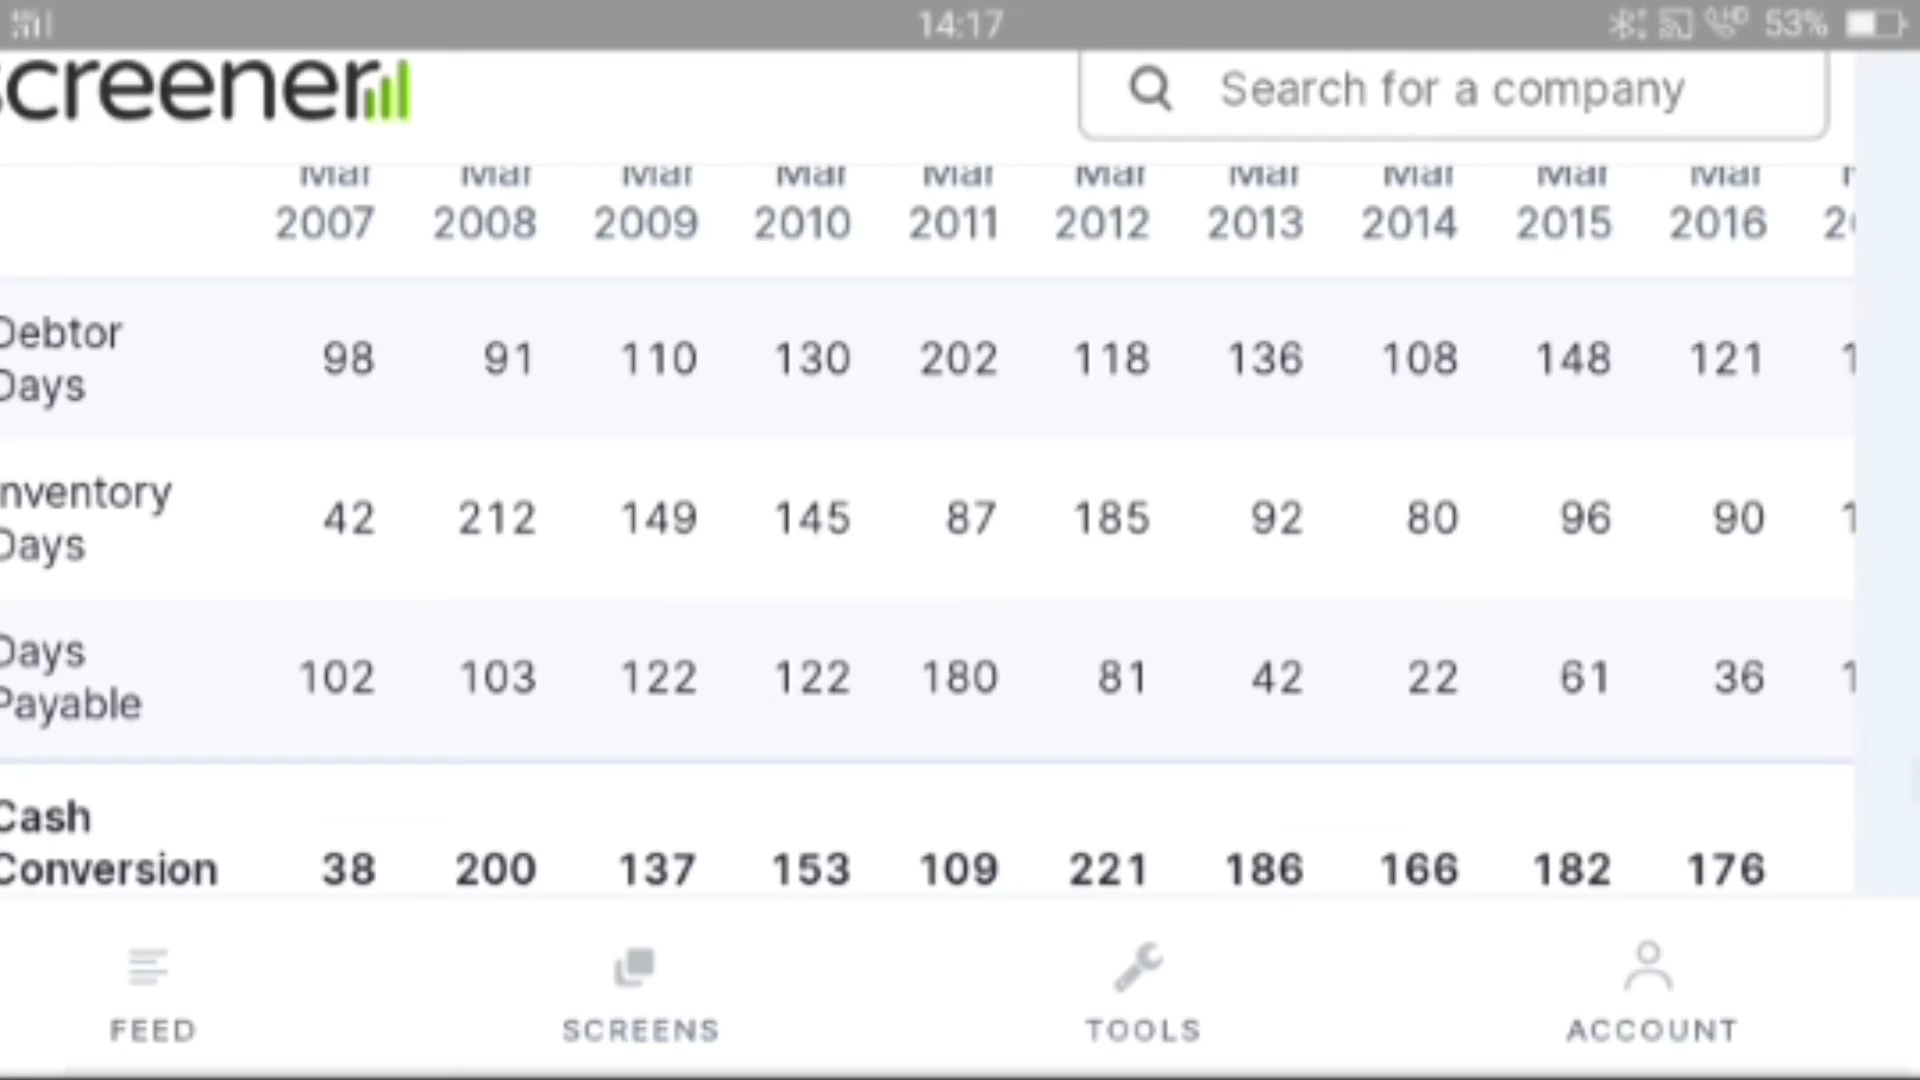 14:17 53%
screener Search for a company
Mar Mar Mar Mar Mar Mar Mar Mar Mar Mar
2007 2008 2009 2010 2011 2012 2013 2014 2015 2016
Debtor
Days 98 91 110 130 202 118 136 108 148 121
Inventory
Days 42 212 149 145 87 185 92 80 96 90
Days
Payable 102 103 122 122 180 81 42 22 61 36
Cash
Conversion 38 200 137 153 109 221 186 166 182 176
FEED SCREENS TOOLS ACCOUNT